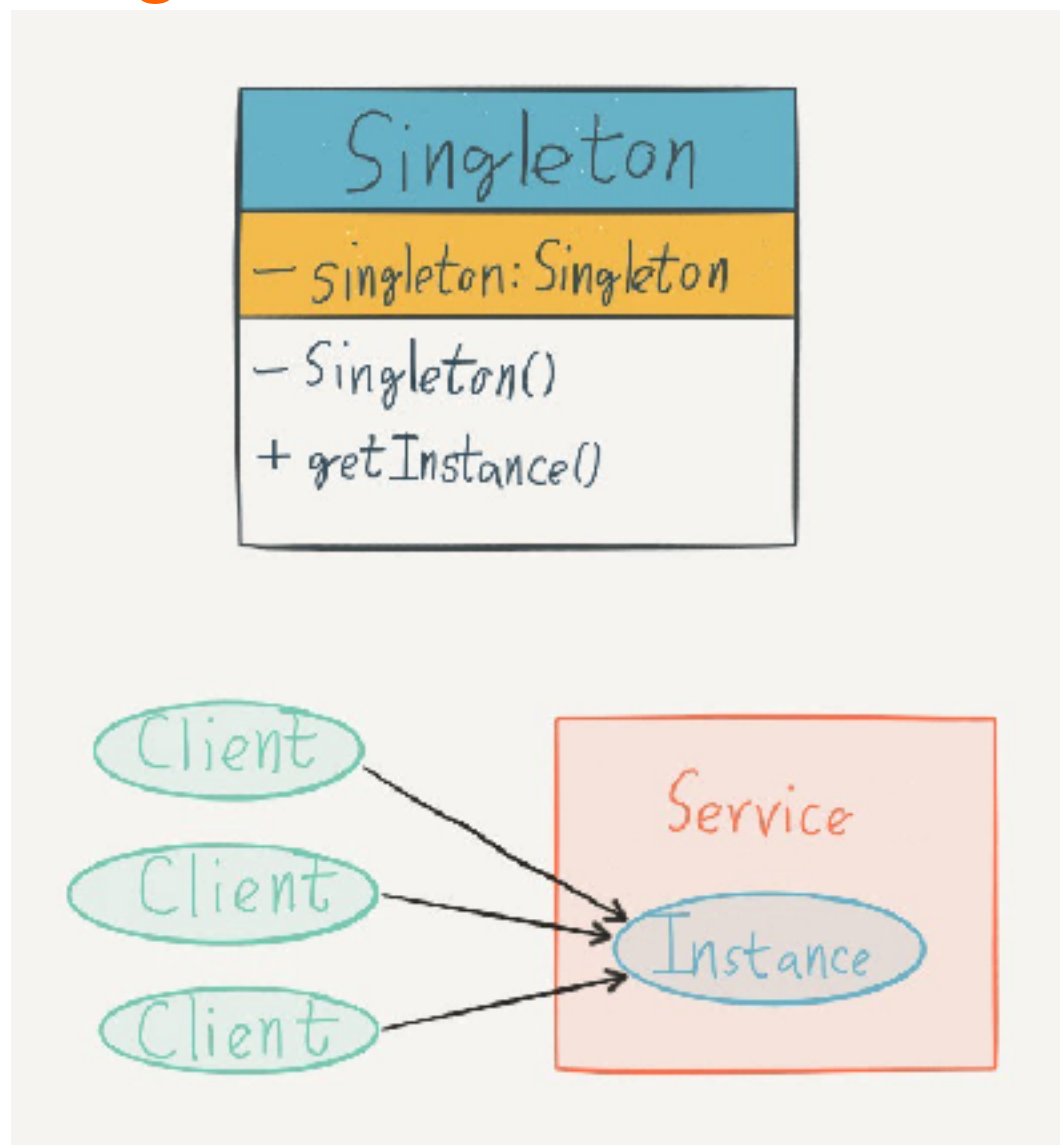 Singleton
- singleton: Singleton
- Singleton()
+ getInstance()
Client
Service
Client
Instance
Client